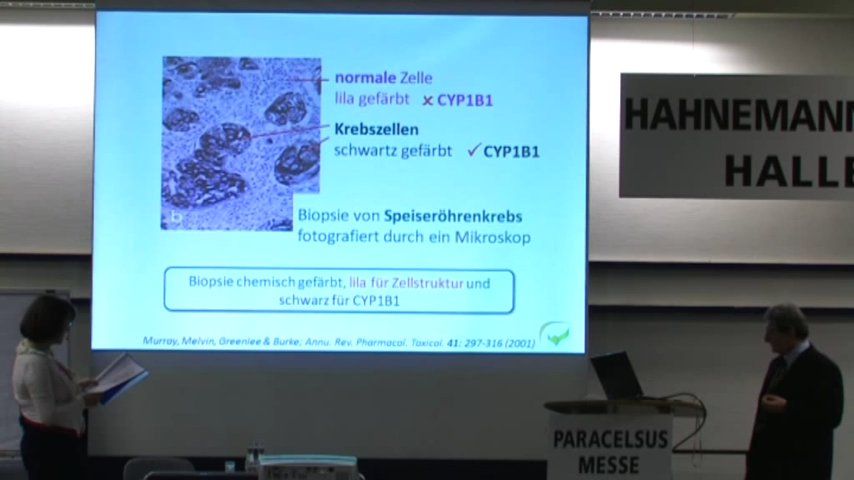 normale Zelle
lila gefärbt ✗ CYP1B1
Krebszellen
schwartz gefärbt ✓ CYP1B1
b
Biopsie von Speiseröhrenkrebs
fotografiert durch ein Mikroskop
Biopsie chemisch gefärbt, lila für Zellstruktur und
schwarz für CYP1B1
Murray, Melvin, Greenlee & Burke; Annu. Rev. Pharmacol. Toxicol. 41: 297-316 (2001)
HAHNEMANN
HALLE
PARACELSUS
MESSE